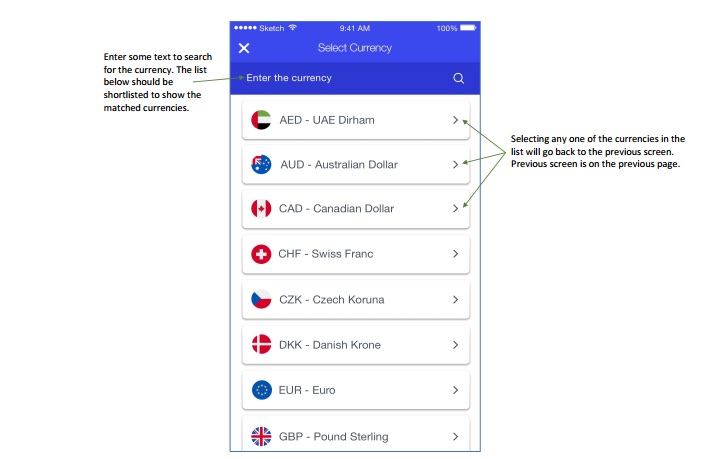 ●●●●● Sketch 9:41 AM 100%
Select Currency
Enter some text to search
for the currency. The list
below should be
shortlisted to show the
matched currencies.
Enter the currency
AED - UAE Dirham
AUD - Australian Dollar
CAD - Canadian Dollar
CHF - Swiss Franc
CZK - Czech Koruna
DKK - Danish Krone
EUR - Euro
GBP - Pound Sterling
Selecting any one of the currencies in the
list will go back to the previous screen.
Previous screen is on the previous page.